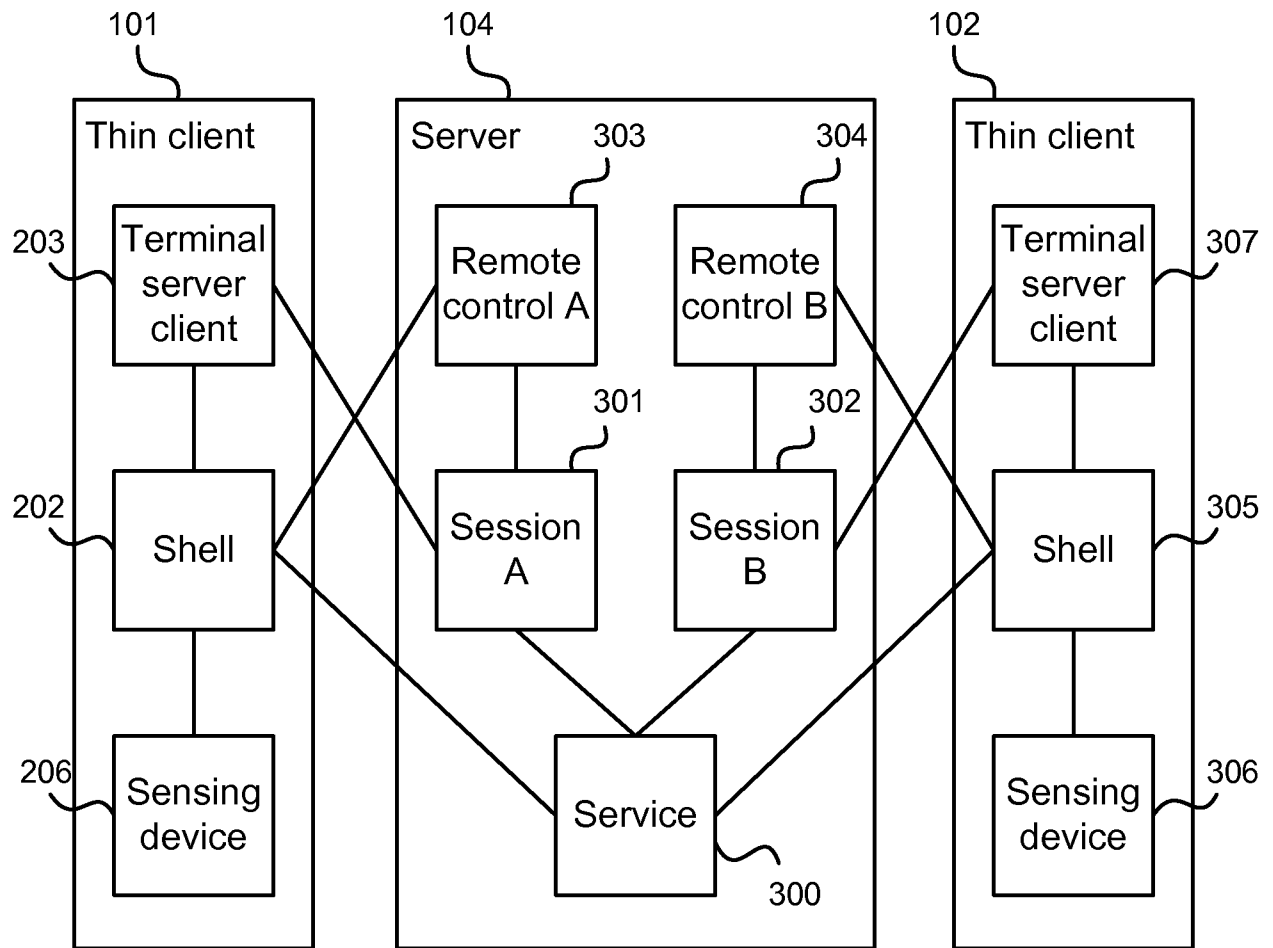 101
104
102
Thin client
Server
Thin client
303
304
203
Terminal
server
client
Remote
control A
Remote
control B
Terminal
server
client
307
301
302
202
Shell
Session
A
Session
B
Shell
305
206
Sensing
device
Service
Sensing
device
306
300